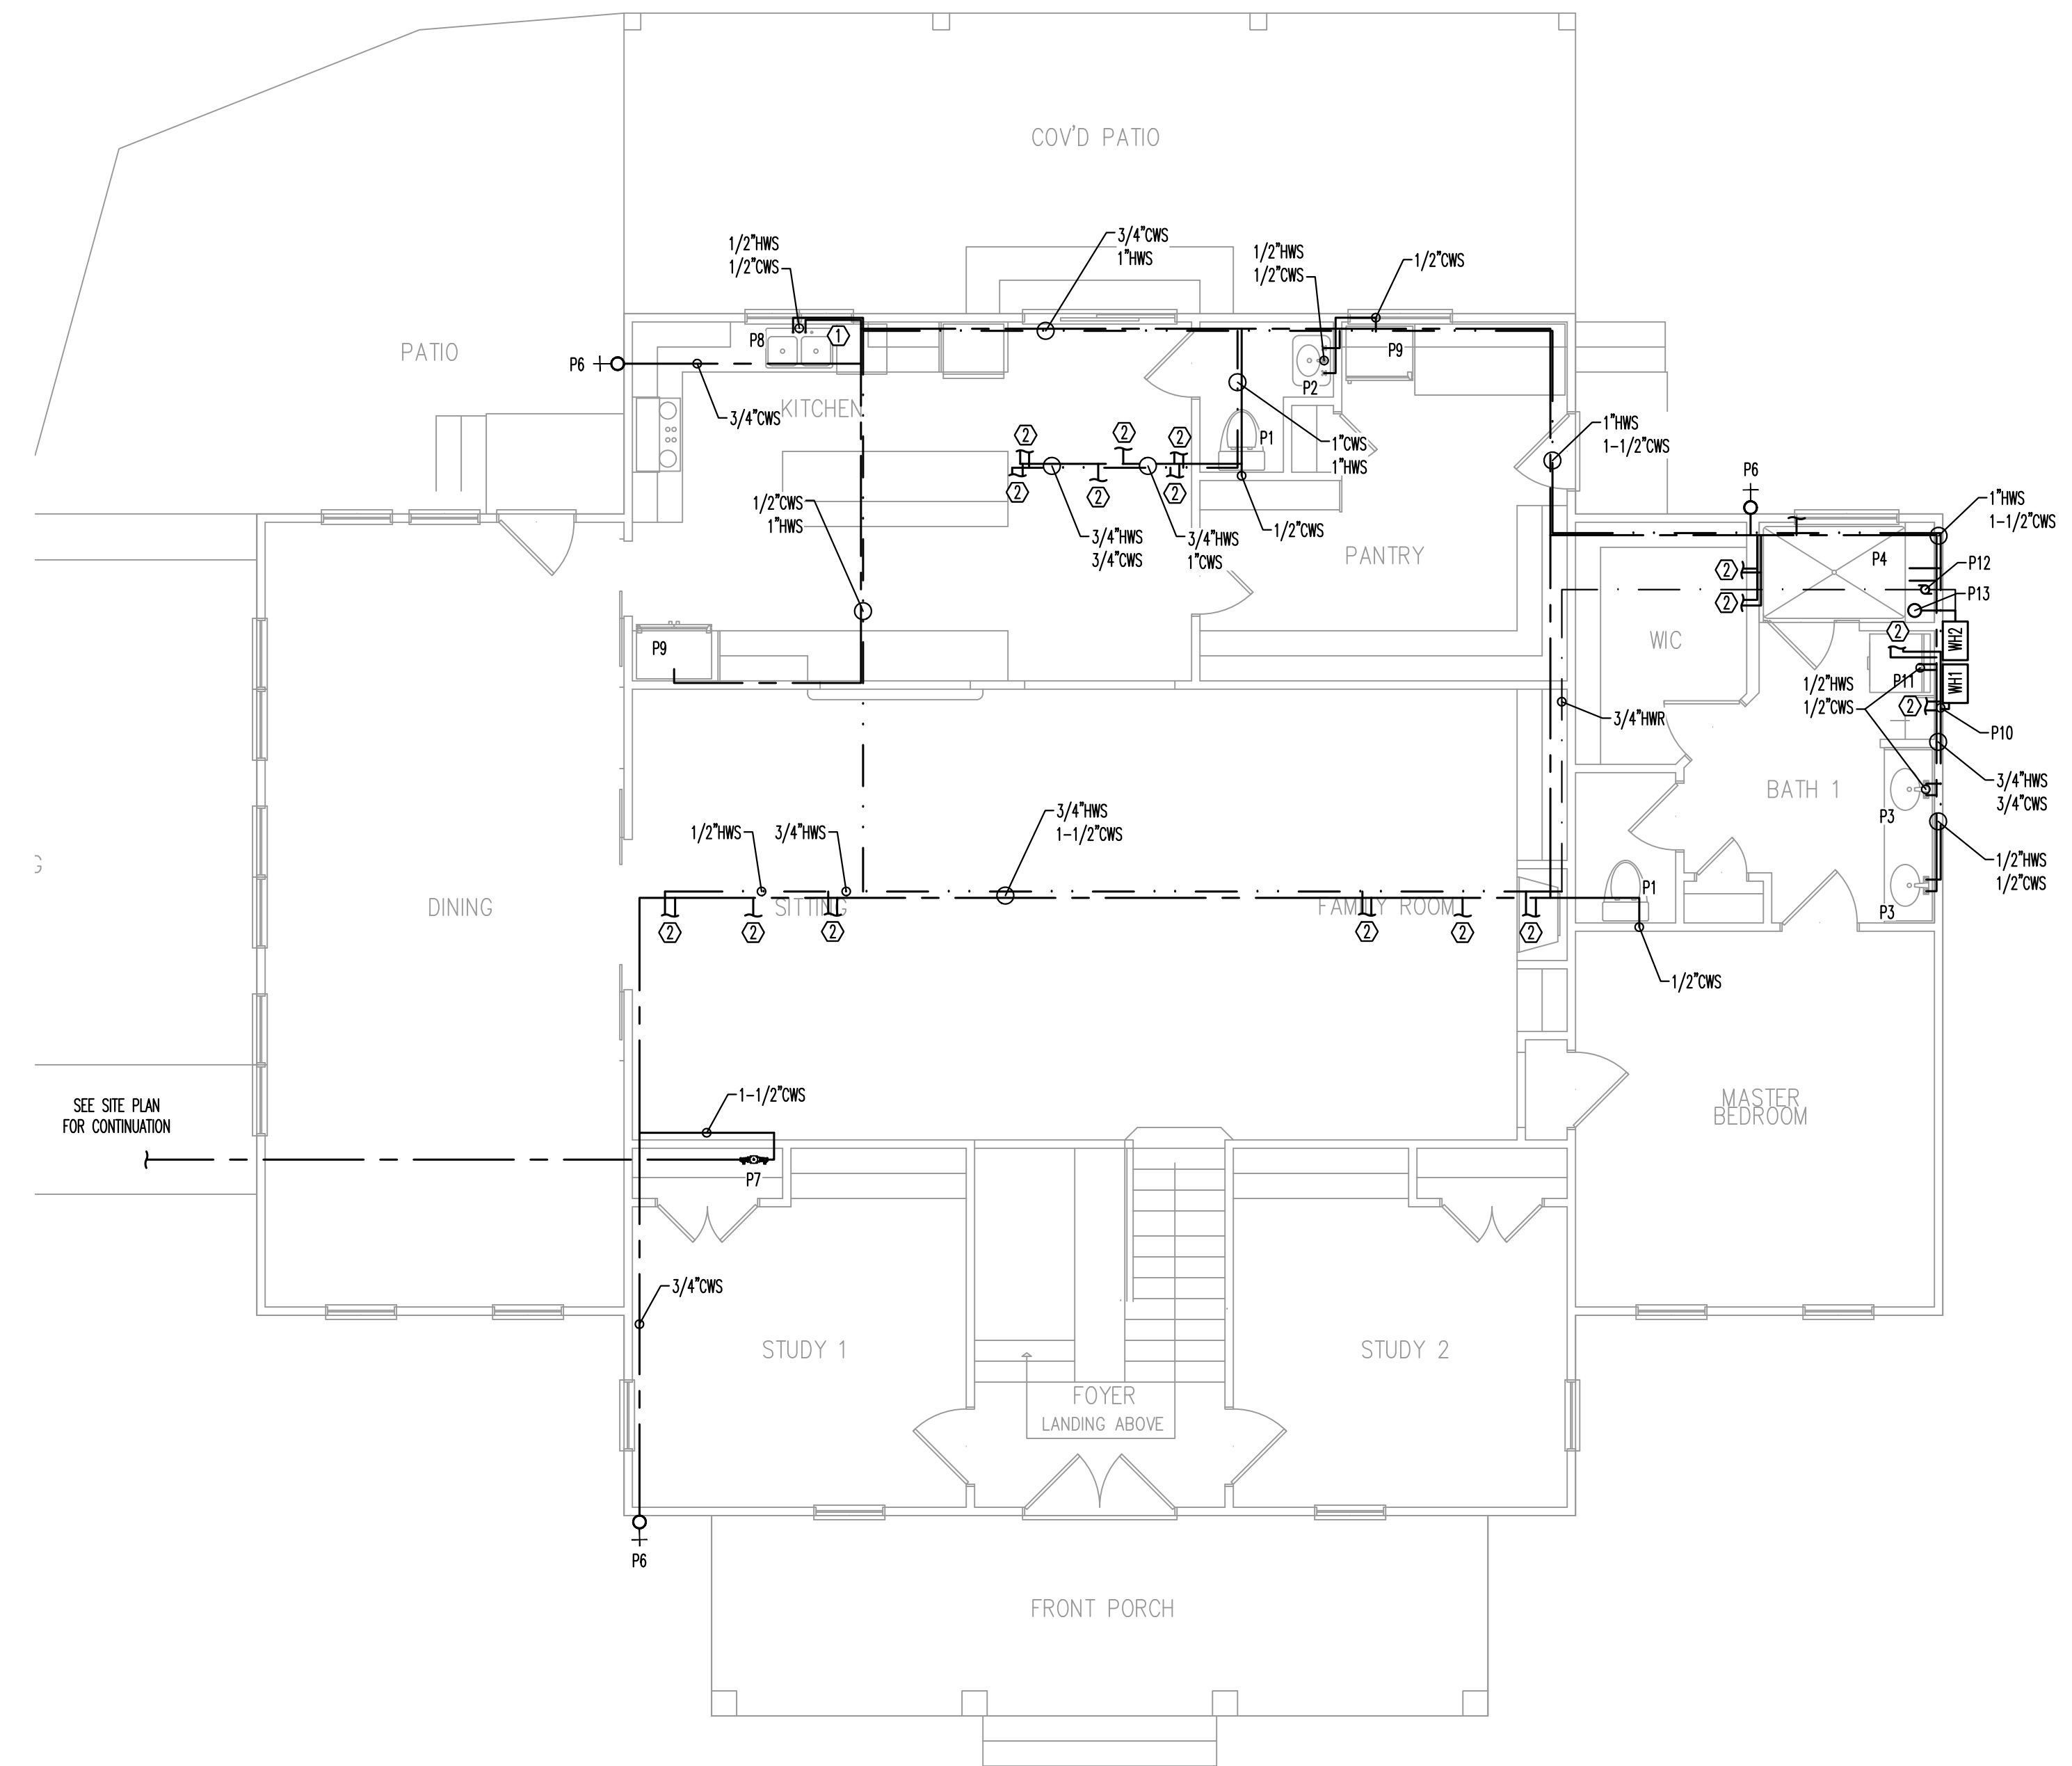 COV'D PATIO
1/2"HWS
1/2"CWS
3/4"CWS
1"HWS
1/2"HWS
1/2"CWS
1/2"CWS
PATIO
P8
1
P6
3/4"CWS
KITCHEN
P9
P2
P1
1"CWS
1"HWS
1"HWS
1-1/2"CWS
2
2
2
2
2
2
1/2"CWS
1"HWS
3/4"HWS
3/4"CWS
3/4"HWS
1"CWS
1/2"CWS
PANTRY
P6
1"HWS
1-1/2"CWS
P4
P12
P13
2
2
2
WH2
WH1
WIC
P9
P11
1/2"HWS
1/2"CWS
2
P10
3/4"HWR
3/4"HWS
3/4"CWS
BATH 1
P3
1/2"HWS
1/2"CWS
1/2"HWS
3/4"HWS
3/4"HWS
1-1/2"CWS
G
DINING
SITTING
FAMILY ROOM
P1
P3
2
2
2
2
2
2
1/2"CWS
1-1/2"CWS
SEE SITE PLAN
FOR CONTINUATION
MASTER
BEDROOM
P7
3/4"CWS
STUDY 1
STUDY 2
FOYER
LANDING ABOVE
P6
FRONT PORCH